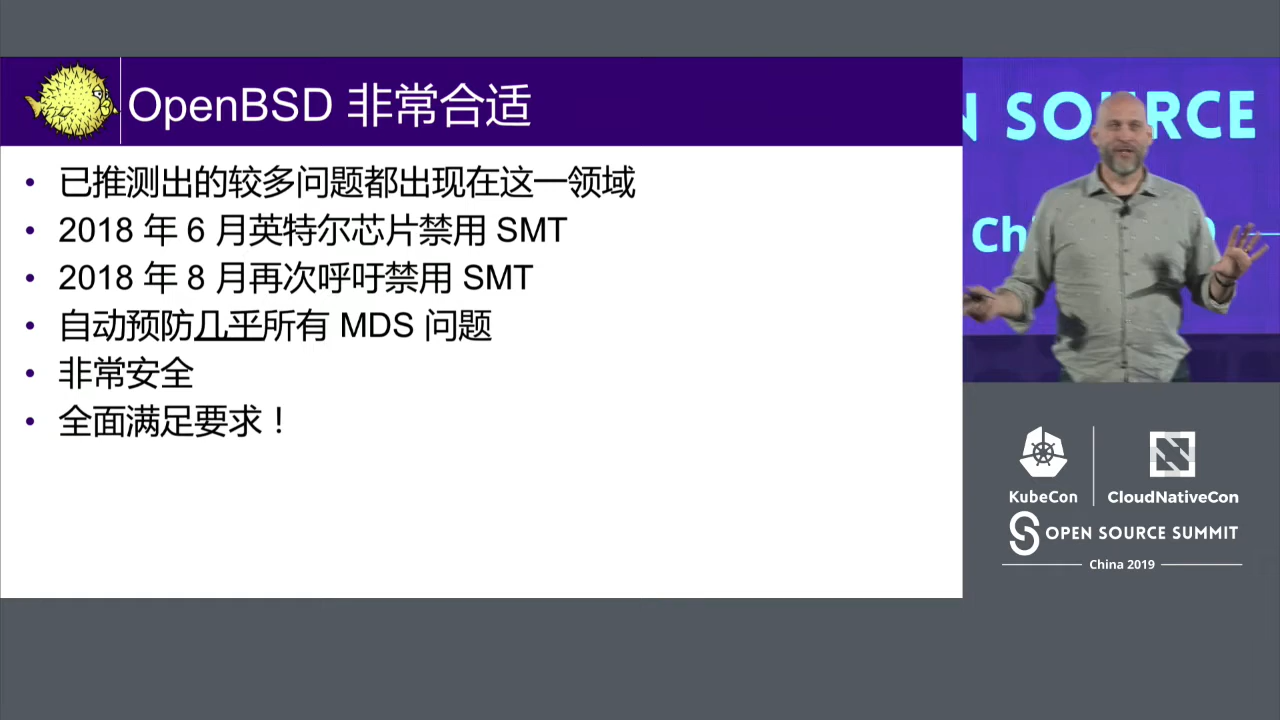 OpenBSD 非常合适
• 已推测出的较多问题都出现在这一领域
• 2018 年 6 月英特尔芯片禁用 SMT
• 2018 年 8 月再次呼吁禁用 SMT
• 自动预防几乎所有 MDS 问题
• 非常安全
• 全面满足要求！
N SOURCE
Ch
KubeCon
CloudNativeCon
OPEN SOURCE SUMMIT
China 2019